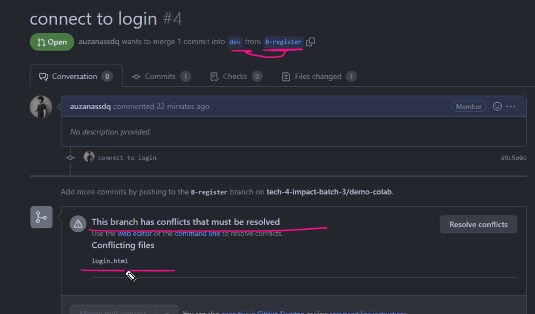 connect to login #4
Open auzanassdq wants to merge 1 commit into dev from B-register
Conversation 0 Commits 1 Checks 0 Files changed 1
auzanassdq commented 22 minutes ago Member
No description provided.
connect to login d9c5e0d
Add more commits by pushing to the B-register branch on tech-4-impact-batch-3/demo-colab.
This branch has conflicts that must be resolved
Use the web editor or the command line to resolve conflicts.
Resolve conflicts
Conflicting files
login.html